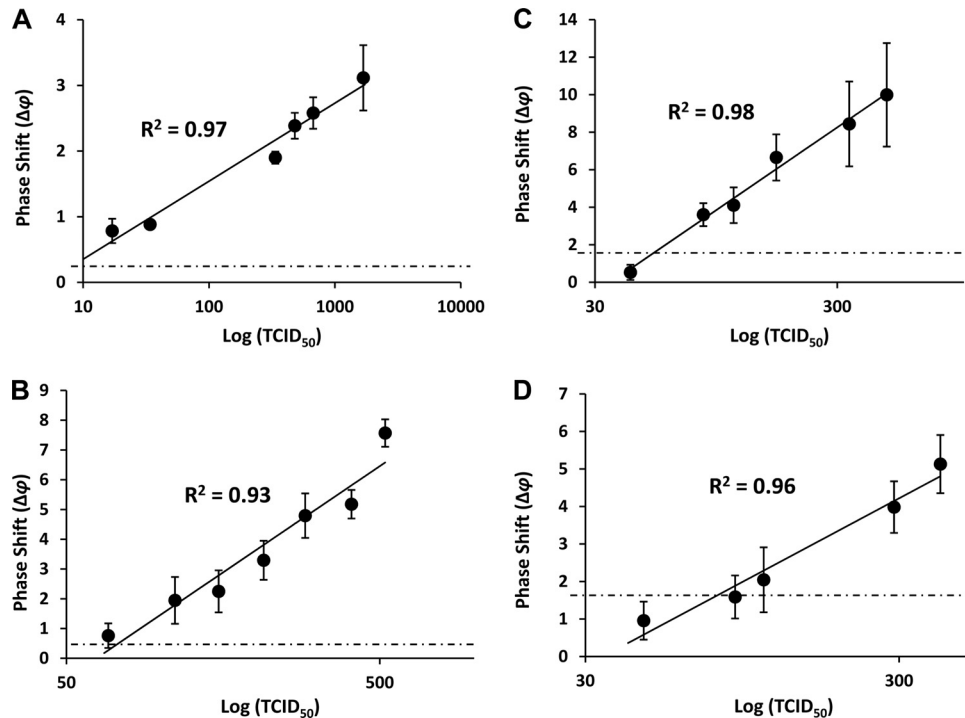 A
Phase Shift (Δφ)
4
3
2
1
0
R² = 0.97
10 100 1000 10000
Log (TCID₅₀)
C
Phase Shift (Δφ)
14
12
10
8
6
4
2
0
R² = 0.98
30 300
Log (TCID₅₀)
B
Phase Shift (Δφ)
9
8
7
6
5
4
3
2
1
0
R² = 0.93
50 500
Log (TCID₅₀)
D
Phase Shift (Δφ)
7
6
5
4
3
2
1
0
R² = 0.96
30 300
Log (TCID₅₀)